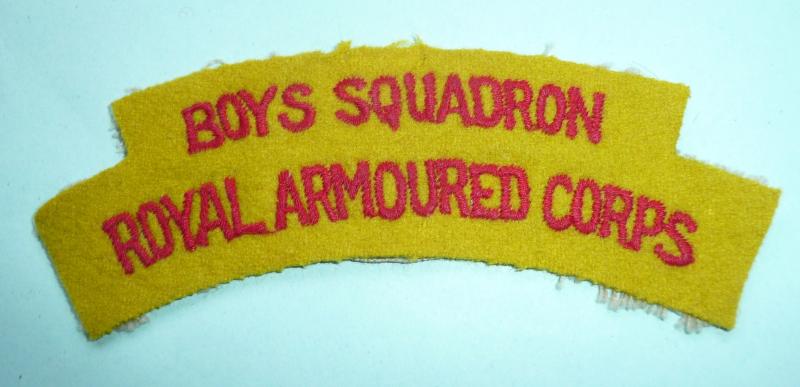 BOYS SQUADRON
ROYAL ARMOURED CORPS